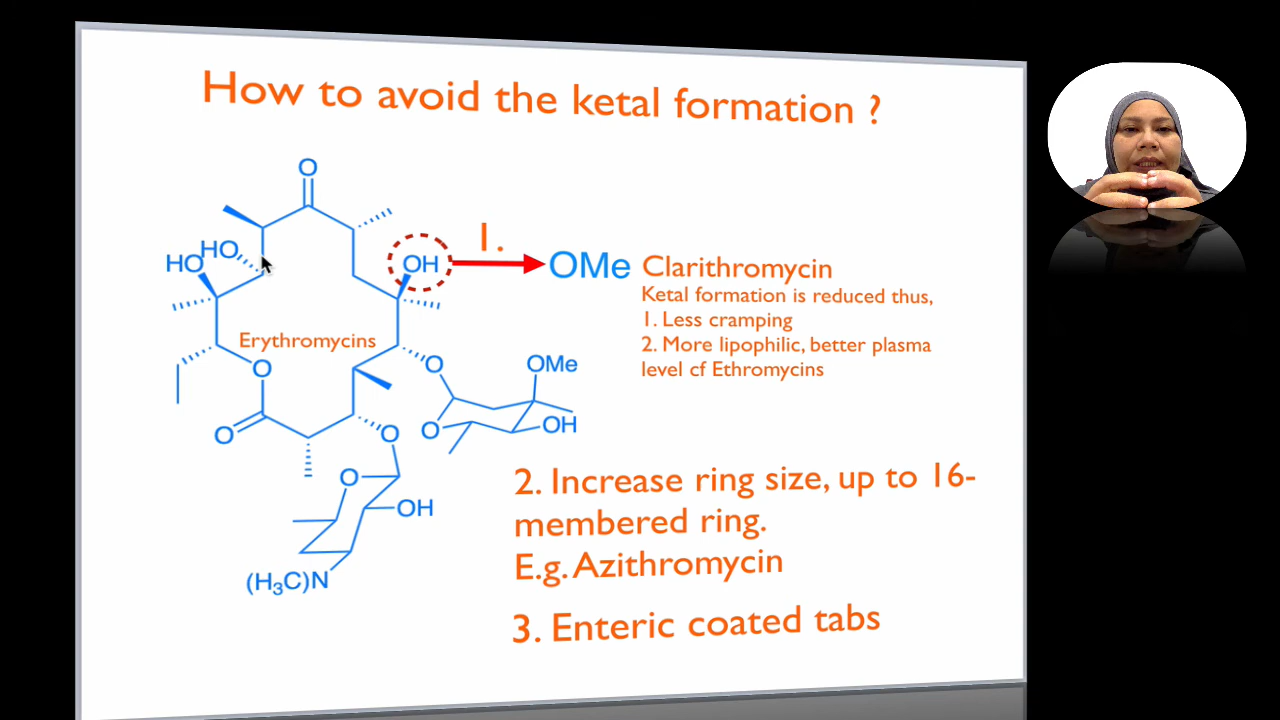 How to avoid the ketal formation ?
O
HO
HO
OH
1.
OMe
Clarithromycin
Ketal formation is reduced thus,
1. Less cramping
2. More lipophilic, better plasma
level cf Ethromycins
Erythromycins
O
O
OMe
O
O
O
OH
O
OH
(H3C)N
2. Increase ring size, up to 16-
membered ring.
E.g. Azithromycin
3. Enteric coated tabs